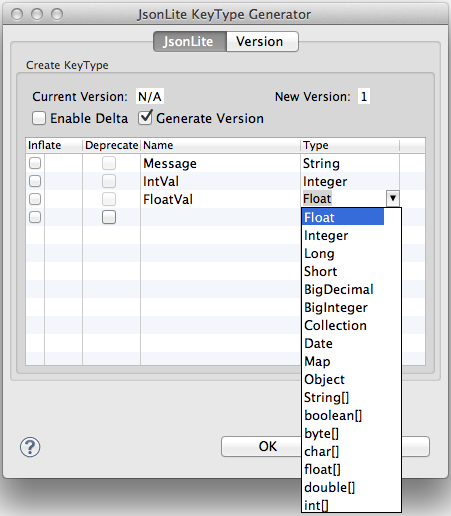 JsonLite KeyType Generator
JsonLite Version
Create KeyType
Current Version: N/A New Version: 1
Enable Delta Generate Version
Inflate Deprecate Name Type
Message String
IntVal Integer
FloatVal Float
Float
Integer
Long
Short
BigDecimal
BigInteger
Collection
Date
Map
Object
String[]
boolean[]
byte[]
char[]
float[]
double[]
int[]
? OK